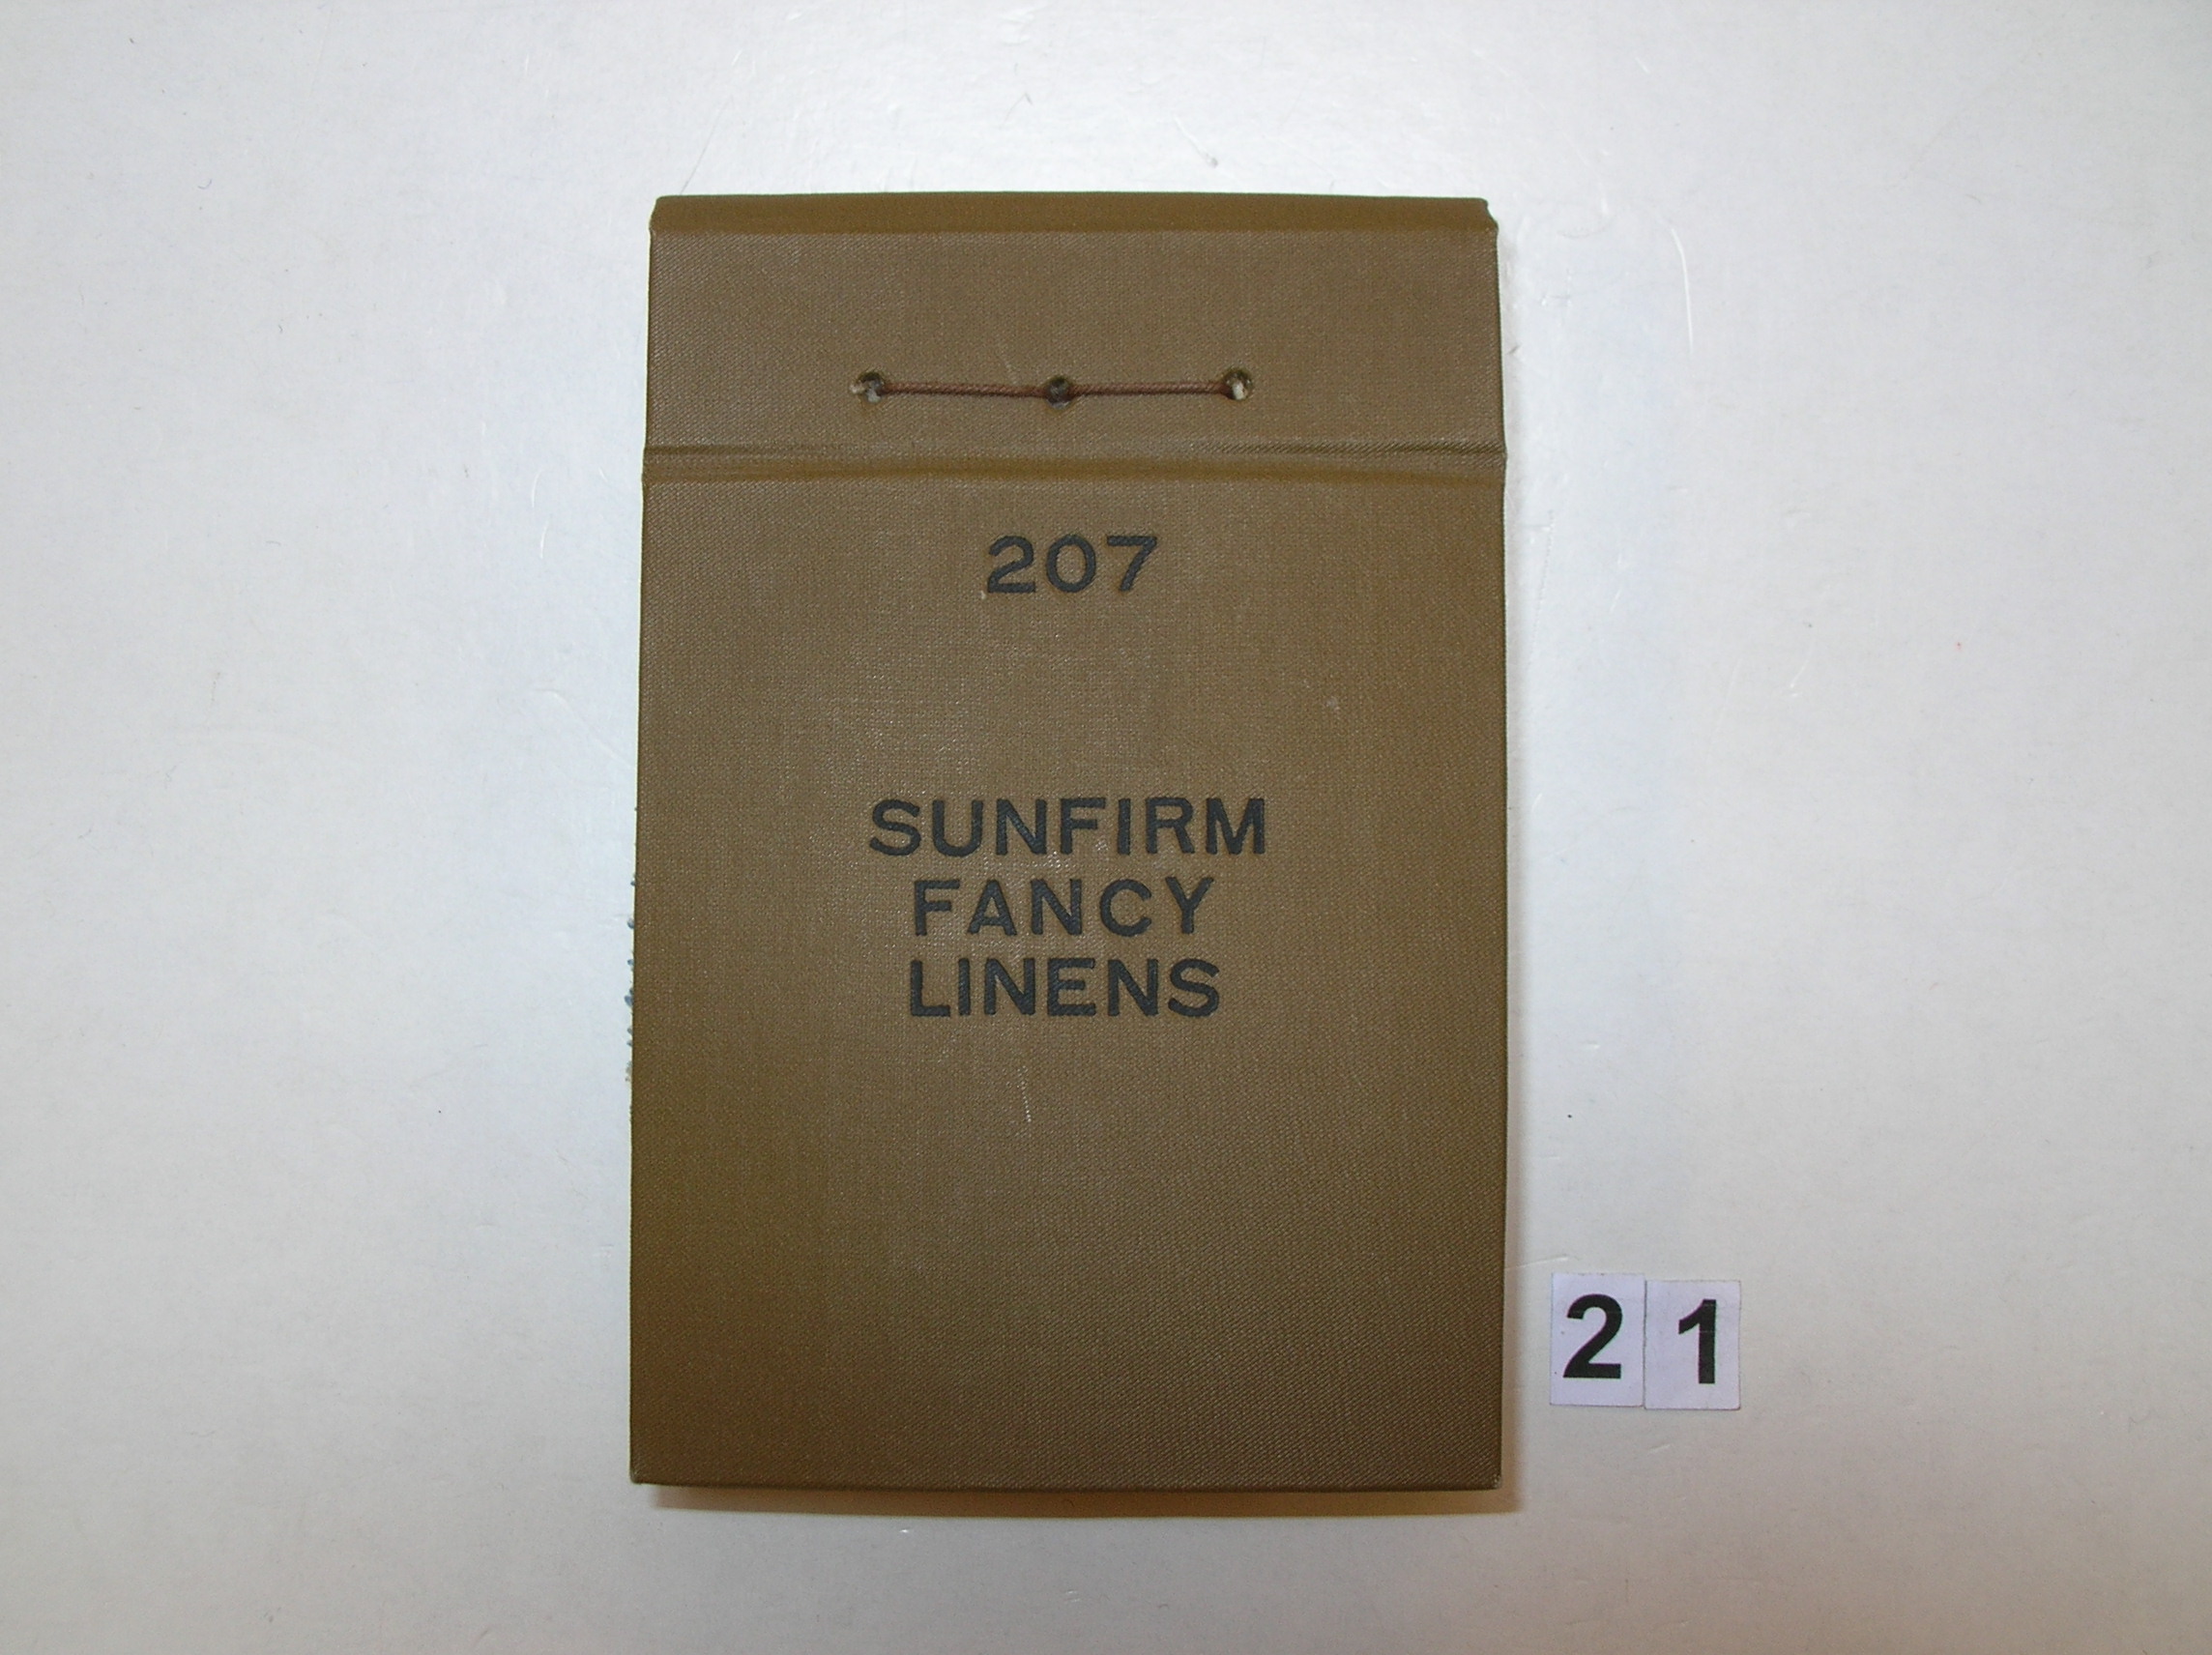 207
SUNFIRM
FANCY
LINENS
21